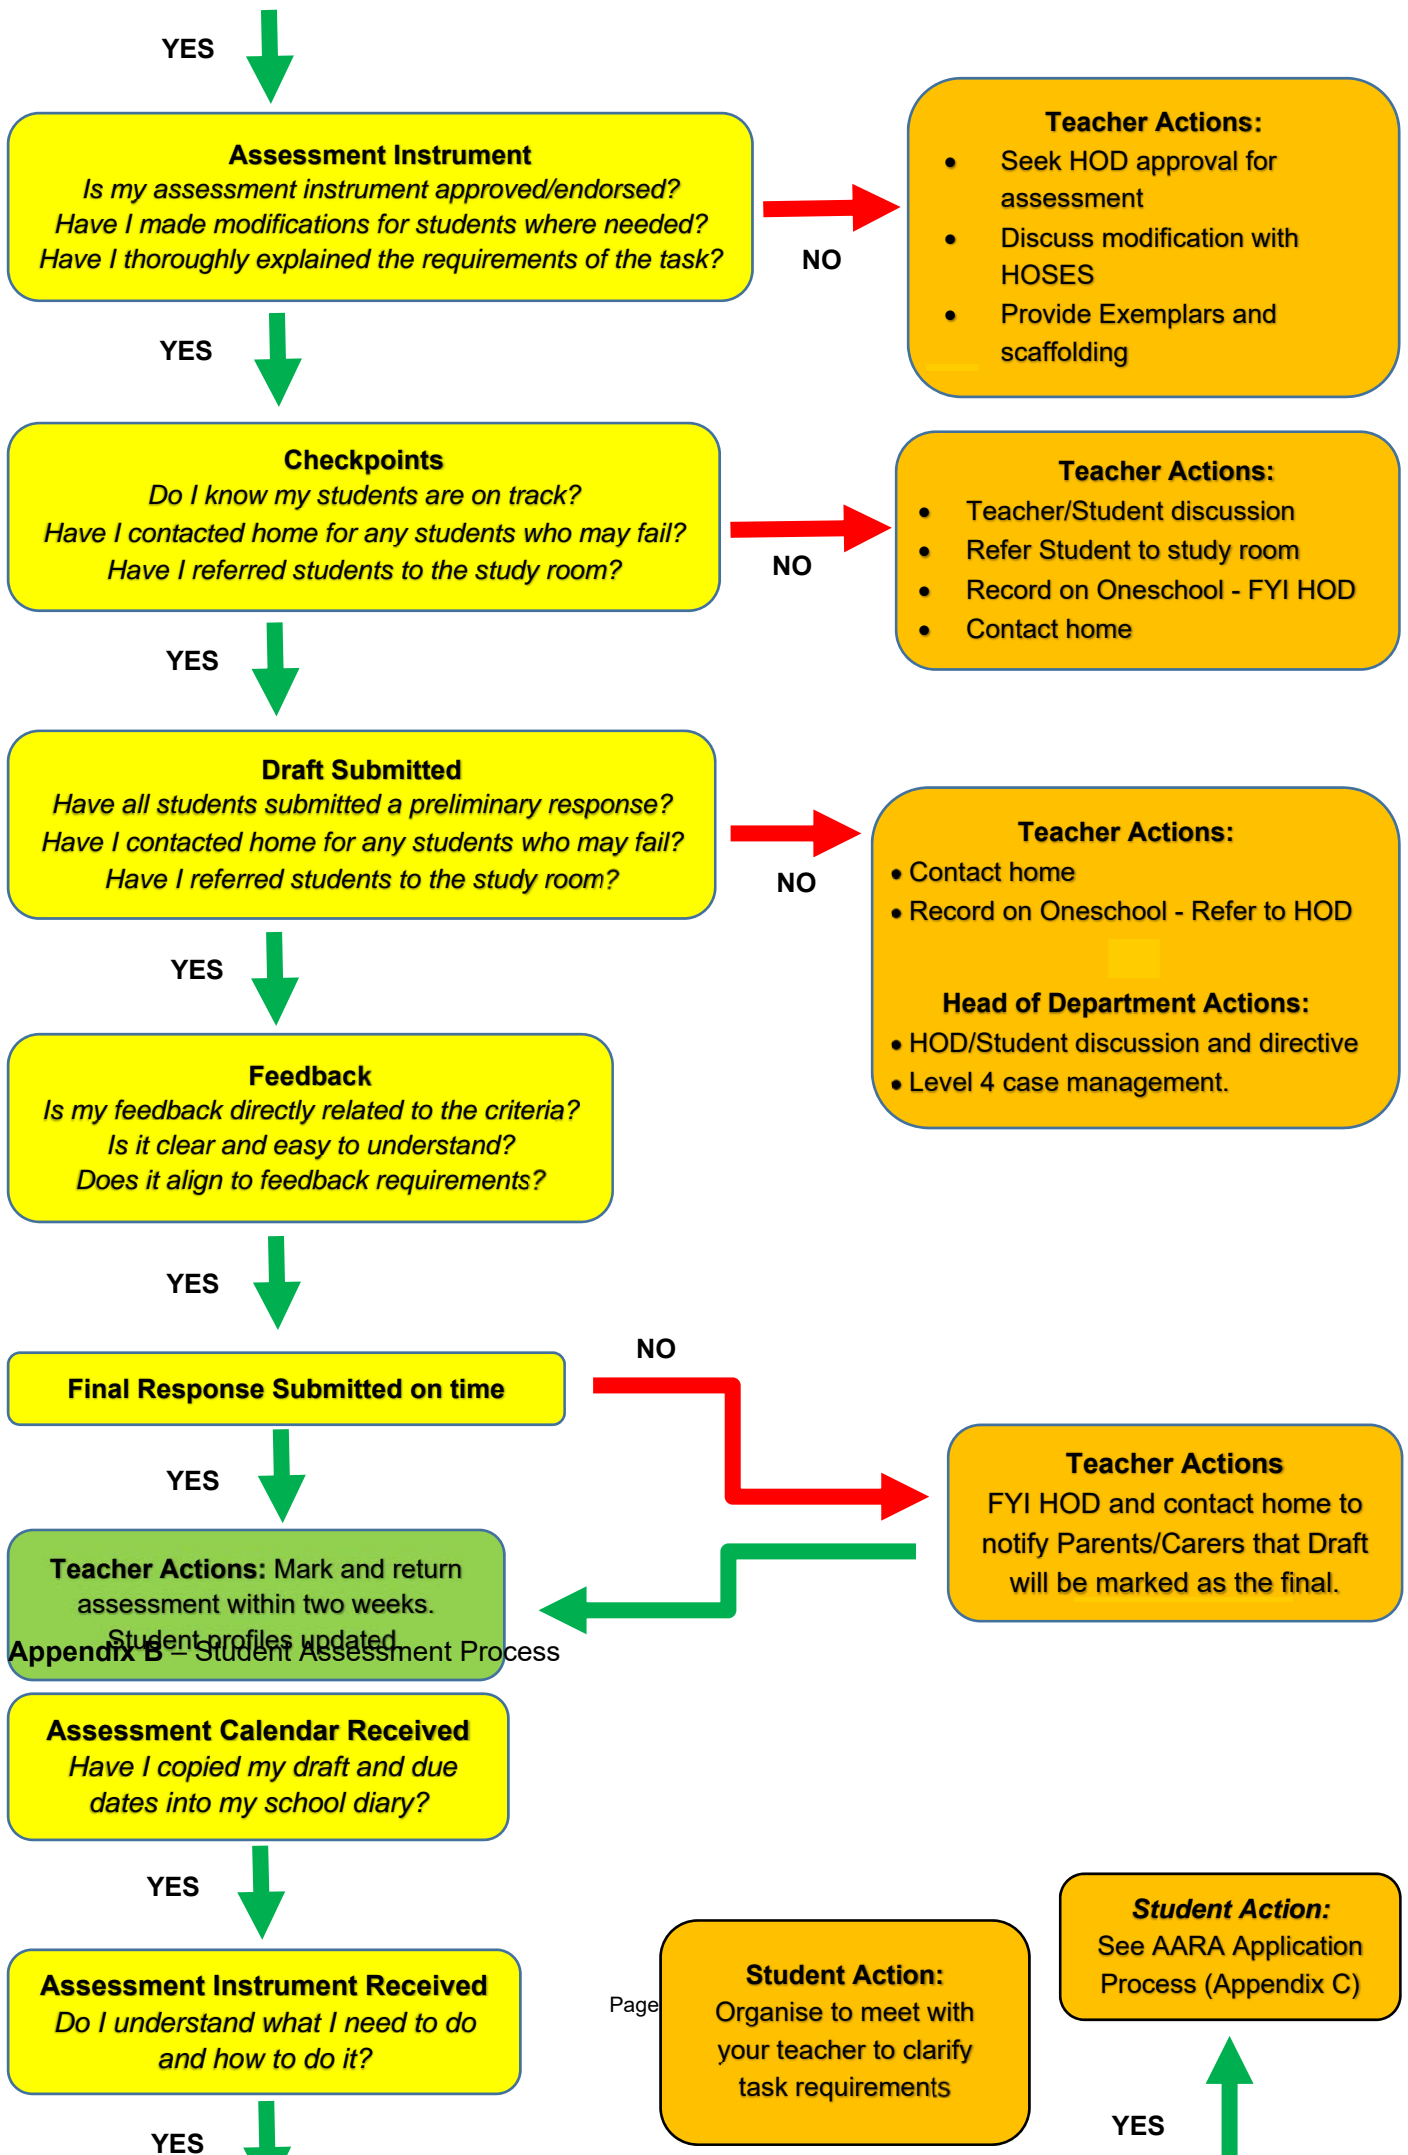 YES
Assessment Instrument
Is my assessment instrument approved/endorsed?
Have I made modifications for students where needed?
Have I thoroughly explained the requirements of the task?
NO
Teacher Actions:
• Seek HOD approval for
assessment
• Discuss modification with
HOSES
• Provide Exemplars and
scaffolding
YES
Checkpoints
Do I know my students are on track?
Have I contacted home for any students who may fail?
Have I referred students to the study room?
NO
Teacher Actions:
• Teacher/Student discussion
• Refer Student to study room
• Record on Oneschool - FYI HOD
• Contact home
YES
Draft Submitted
Have all students submitted a preliminary response?
Have I contacted home for any students who may fail?
Have I referred students to the study room?
NO
Teacher Actions:
• Contact home
• Record on Oneschool - Refer to HOD
Head of Department Actions:
• HOD/Student discussion and directive
• Level 4 case management.
YES
Feedback
Is my feedback directly related to the criteria?
Is it clear and easy to understand?
Does it align to feedback requirements?
YES
Final Response Submitted on time
NO
Teacher Actions
FYI HOD and contact home to
notify Parents/Carers that Draft
will be marked as the final.
YES
Teacher Actions: Mark and return
assessment within two weeks.
Student profiles updated
Appendix B – Student Assessment Process
Assessment Calendar Received
Have I copied my draft and due
dates into my school diary?
YES
Assessment Instrument Received
Do I understand what I need to do
and how to do it?
Page
Student Action:
Organise to meet with
your teacher to clarify
task requirements
Student Action:
See AARA Application
Process (Appendix C)
YES
YES